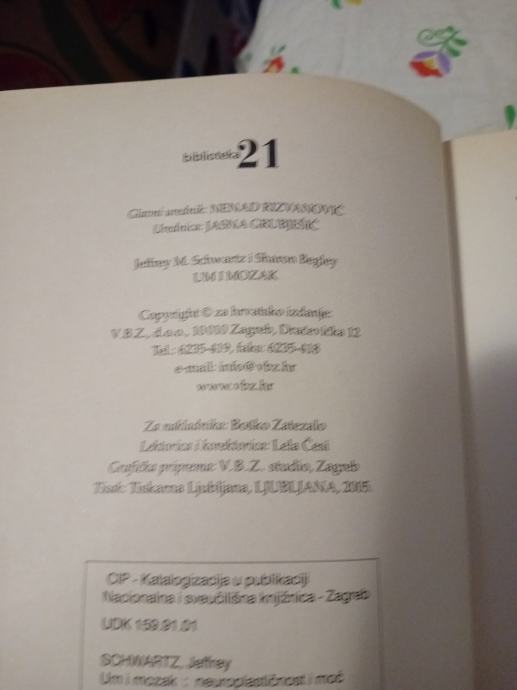 biblioteka 21
Glavni urednik: NENAD RIZVANOVIĆ
Urednica: JASNA GRUBJEŠIĆ
Jeffrey M. Schwartz i Sharon Begley
UM I MOZAK
Copyright © za hrvatsko izdanje:
V.B.Z., d.o.o., 10010 Zagreb, Dračevička 12
Tel.: 6235-419, faks: 6235-418
e-mail: info@vbz.hr
www.vbz.hr
Za nakladnika: Boško Zatezalo
Lektorica i korektorica: Lela Česi
Grafička priprema: V.B.Z. studio, Zagreb
Tisak: Tiskarna Ljubljana, LJUBLJANA, 2005.
CIP - Katalogizacija u publikaciji
Nacionalna i sveučilišna knjižnica - Zagreb
UDK 159.91.01
SCHWARTZ, Jeffrey
Um i mozak : neuroplastičnost i moć